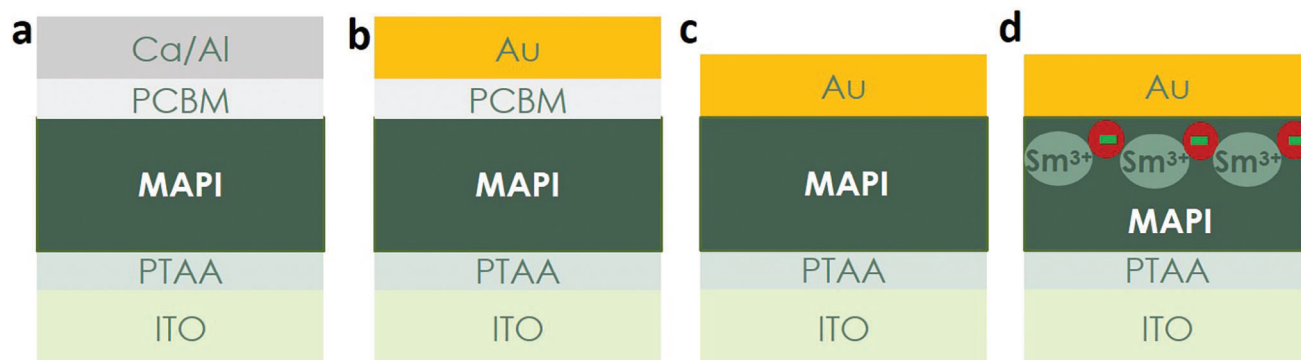 a
Ca/Al
PCBM
MAPI
PTAA
ITO
b
Au
PCBM
MAPI
PTAA
ITO
c
Au
MAPI
PTAA
ITO
d
Au
Sm³⁺ Sm³⁺ Sm³⁺
MAPI
PTAA
ITO